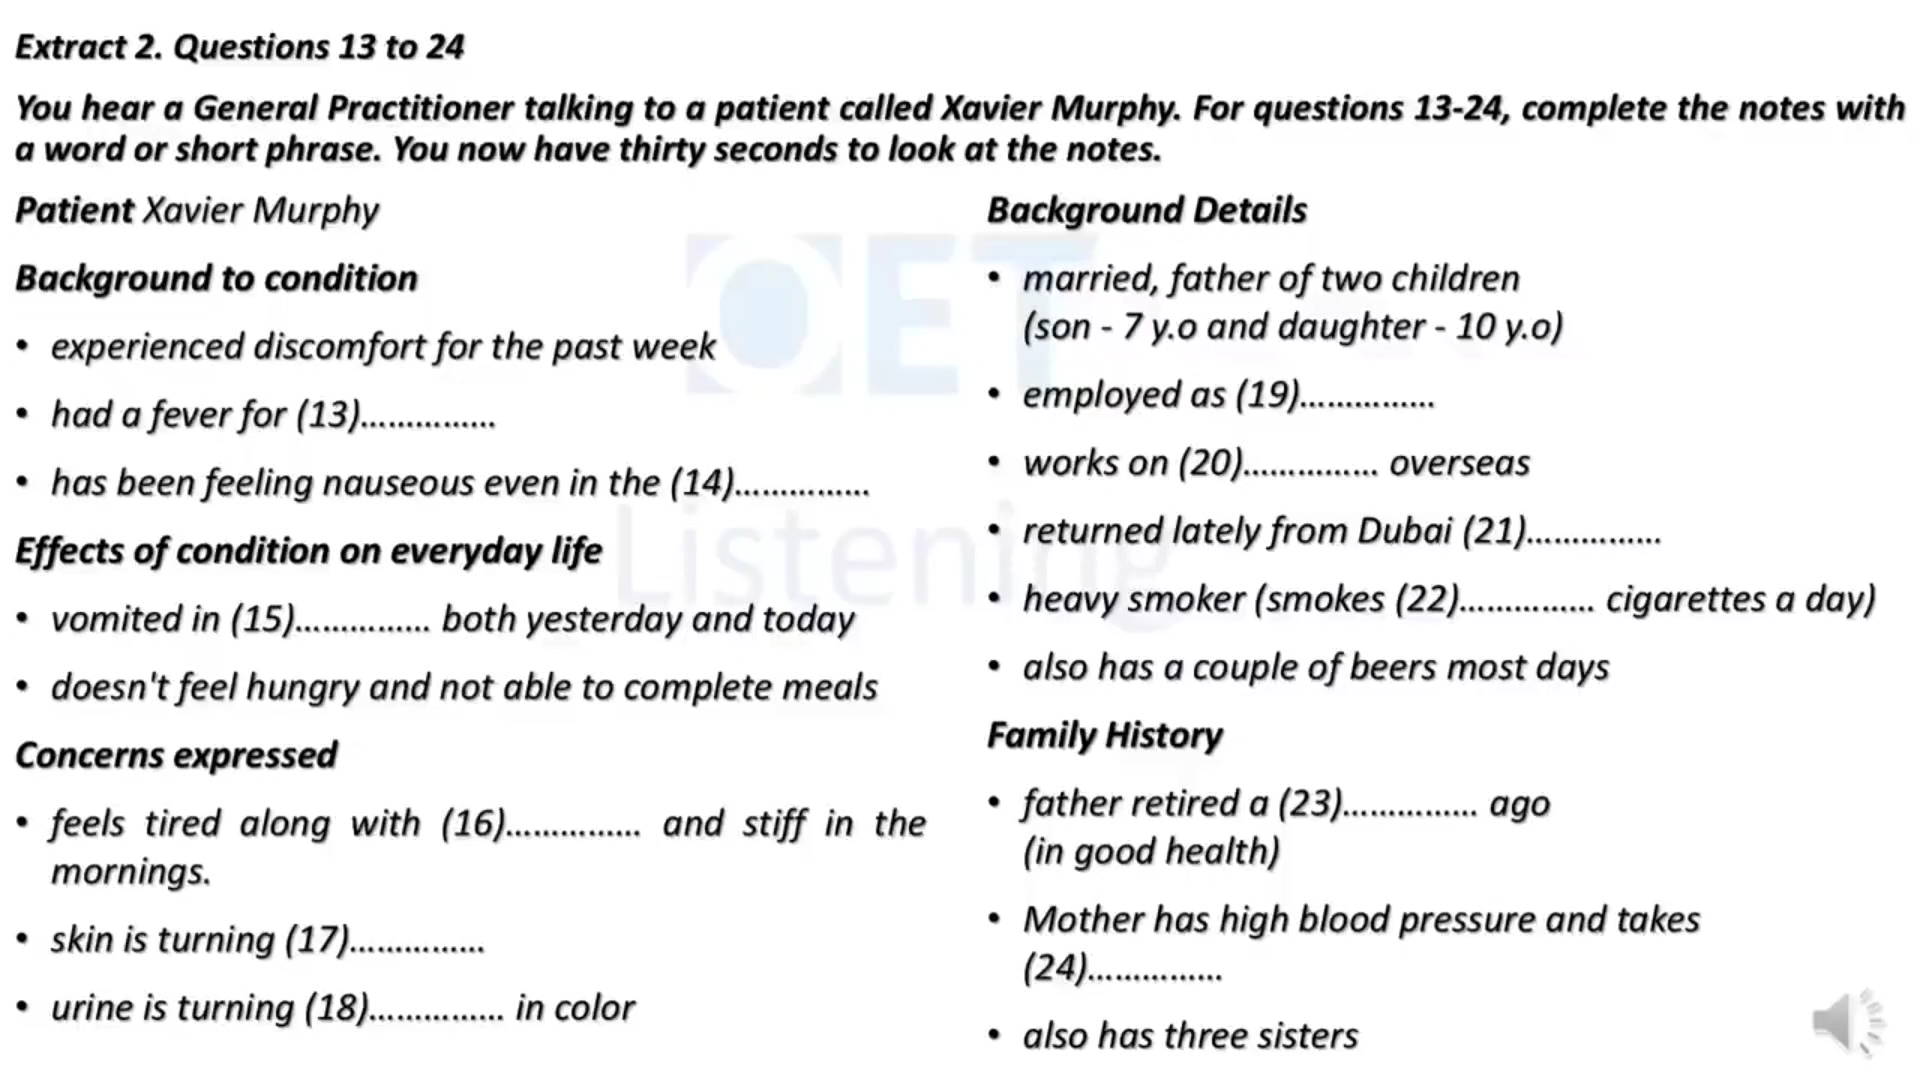 Extract 2. Questions 13 to 24
You hear a General Practitioner talking to a patient called Xavier Murphy. For questions 13-24, complete the notes with
a word or short phrase. You now have thirty seconds to look at the notes.
Patient Xavier Murphy
Background to condition
• experienced discomfort for the past week
• had a fever for (13)...............
• has been feeling nauseous even in the (14)...............
Effects of condition on everyday life
• vomited in (15)............... both yesterday and today
• doesn't feel hungry and not able to complete meals
Concerns expressed
• feels tired along with (16)............... and stiff in the
mornings.
• skin is turning (17)...............
• urine is turning (18)............... in color
Background Details
• married, father of two children
(son - 7 y.o and daughter - 10 y.o)
• employed as (19)...............
• works on (20)............... overseas
• returned lately from Dubai (21)...............
• heavy smoker (smokes (22)............... cigarettes a day)
• also has a couple of beers most days
Family History
• father retired a (23)............... ago
(in good health)
• Mother has high blood pressure and takes
(24)...............
• also has three sisters
OET
Listening